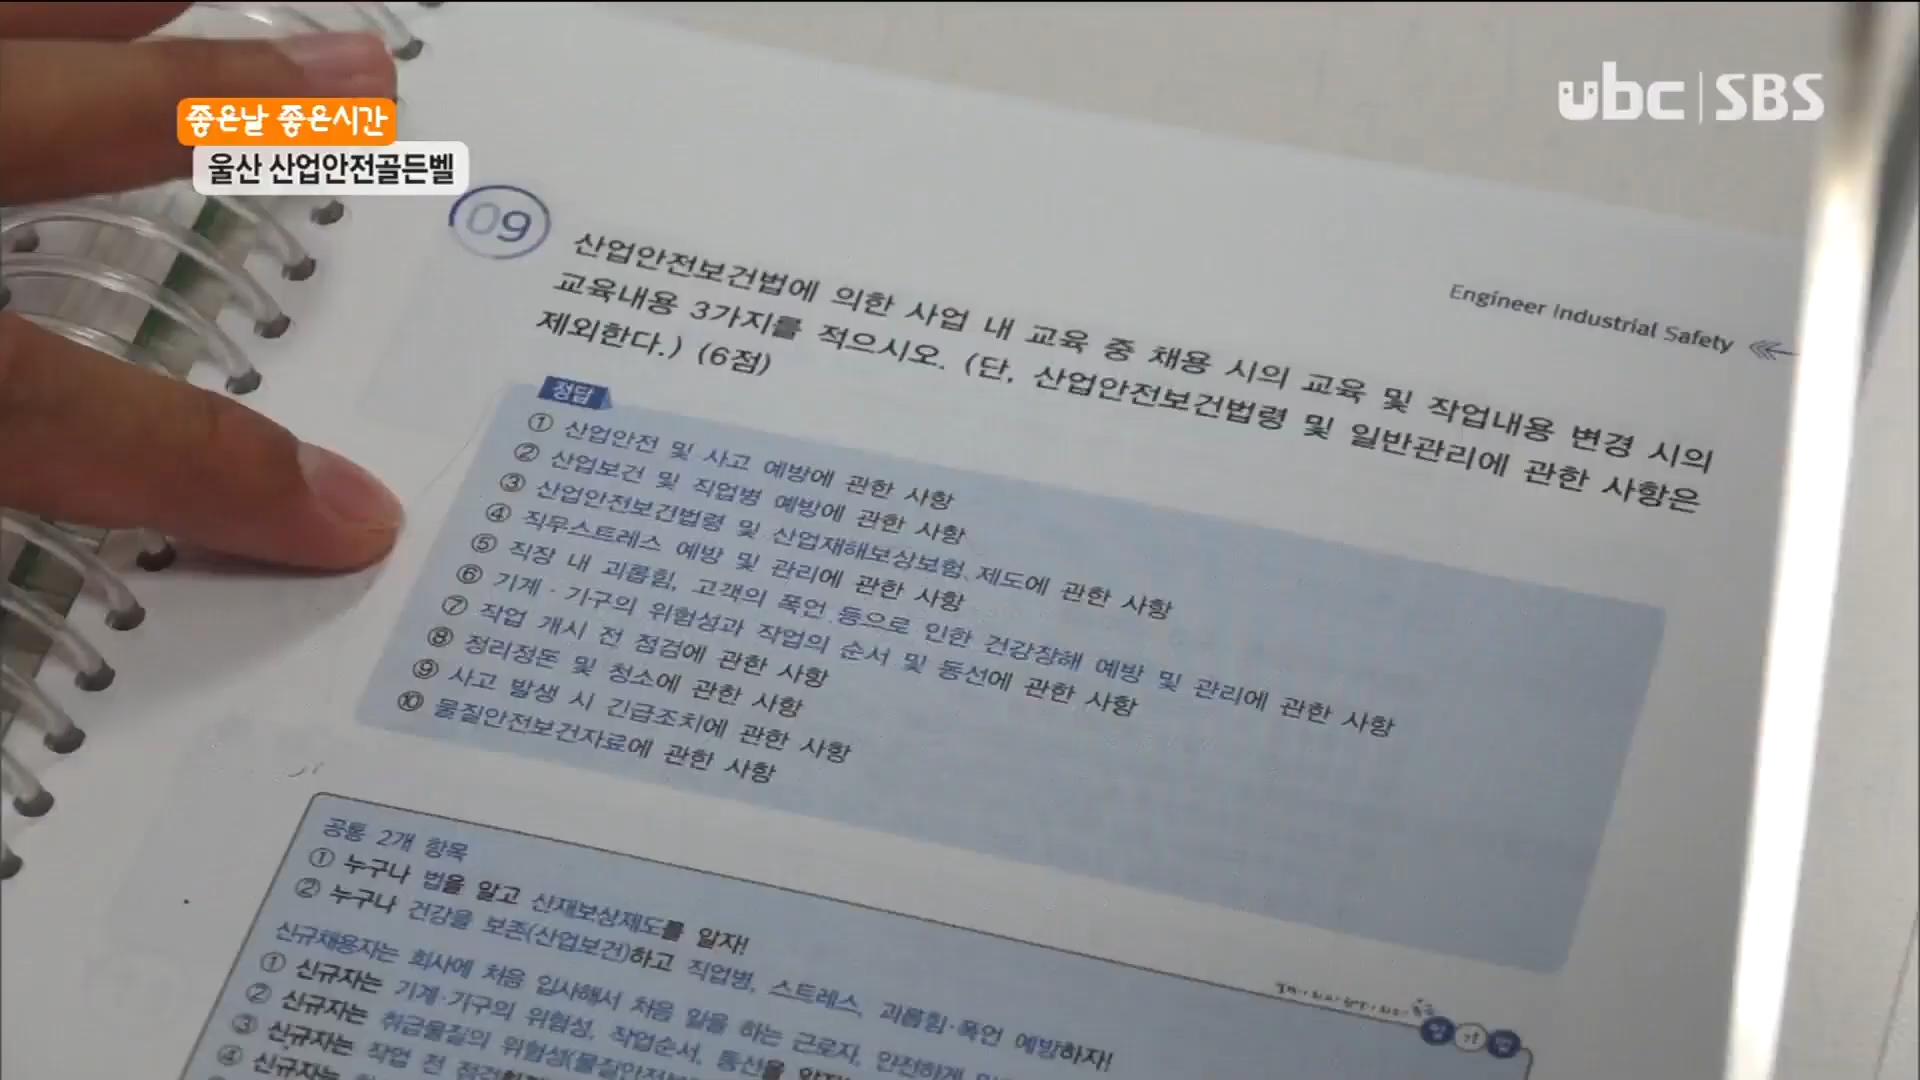 좋은날 좋은시간
울산 산업안전골든벨
ubc SBS
Engineer Industrial Safety
09
산업안전보건법에 의한 사업 내 교육 중 채용 시의 교육 및 작업내용 변경 시의
교육내용 3가지를 적으시오. (단, 산업안전보건법령 및 일반관리에 관한 사항은
제외한다.) (6점)
정답
① 산업안전 및 사고 예방에 관한 사항
② 산업보건 및 직업병 예방에 관한 사항
③ 산업안전보건법령 및 산업재해보상보험 제도에 관한 사항
④ 직무스트레스 예방 및 관리에 관한 사항
⑤ 직장 내 괴롭힘, 고객의 폭언 등으로 인한 건강장해 예방 및 관리에 관한 사항
⑥ 기계·기구의 위험성과 작업의 순서 및 동선에 관한 사항
⑦ 작업 개시 전 점검에 관한 사항
⑧ 정리정돈 및 청소에 관한 사항
⑨ 사고 발생 시 긴급조치에 관한 사항
⑩ 물질안전보건자료에 관한 사항
공통 2개 항목
① 누구나 법을 알고 산재보상제도를 알자!
② 누구나 건강을 보존(산업보건)하고 직업병, 스트레스, 괴롭힘·폭언 예방하자!
신규채용자는 회사에 처음 입사해서 처음 일을 하는 근로자, 안전하게
① 신규자는 기계·기구의 위험성, 작업순서, 동선을
② 신규자는 취급물질의 위험성(물질안전보
③ 신규자는 작업 전
④ 신규자는